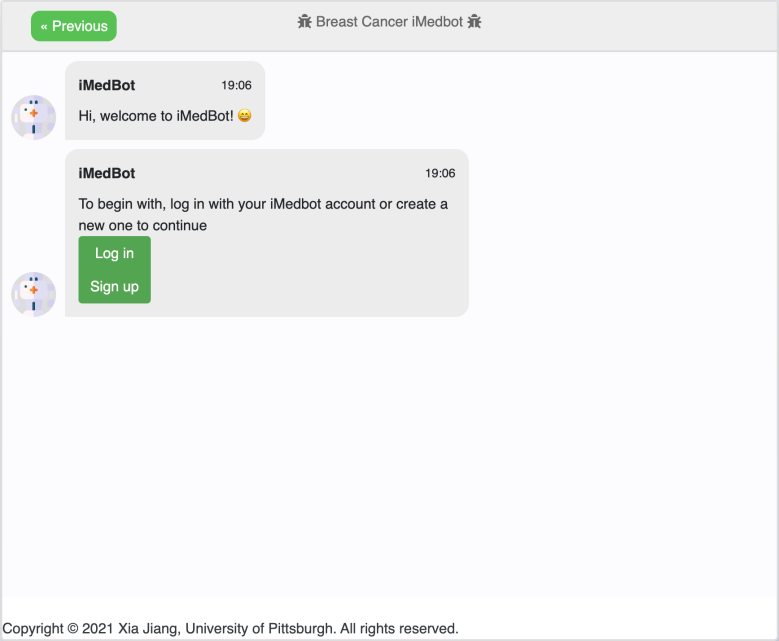 « Previous
Breast Cancer iMedbot
iMedBot 19:06
Hi, welcome to iMedBot! 😄
iMedBot 19:06
To begin with, log in with your iMedbot account or create a
new one to continue
Log in
Sign up
Copyright © 2021 Xia Jiang, University of Pittsburgh. All rights reserved.